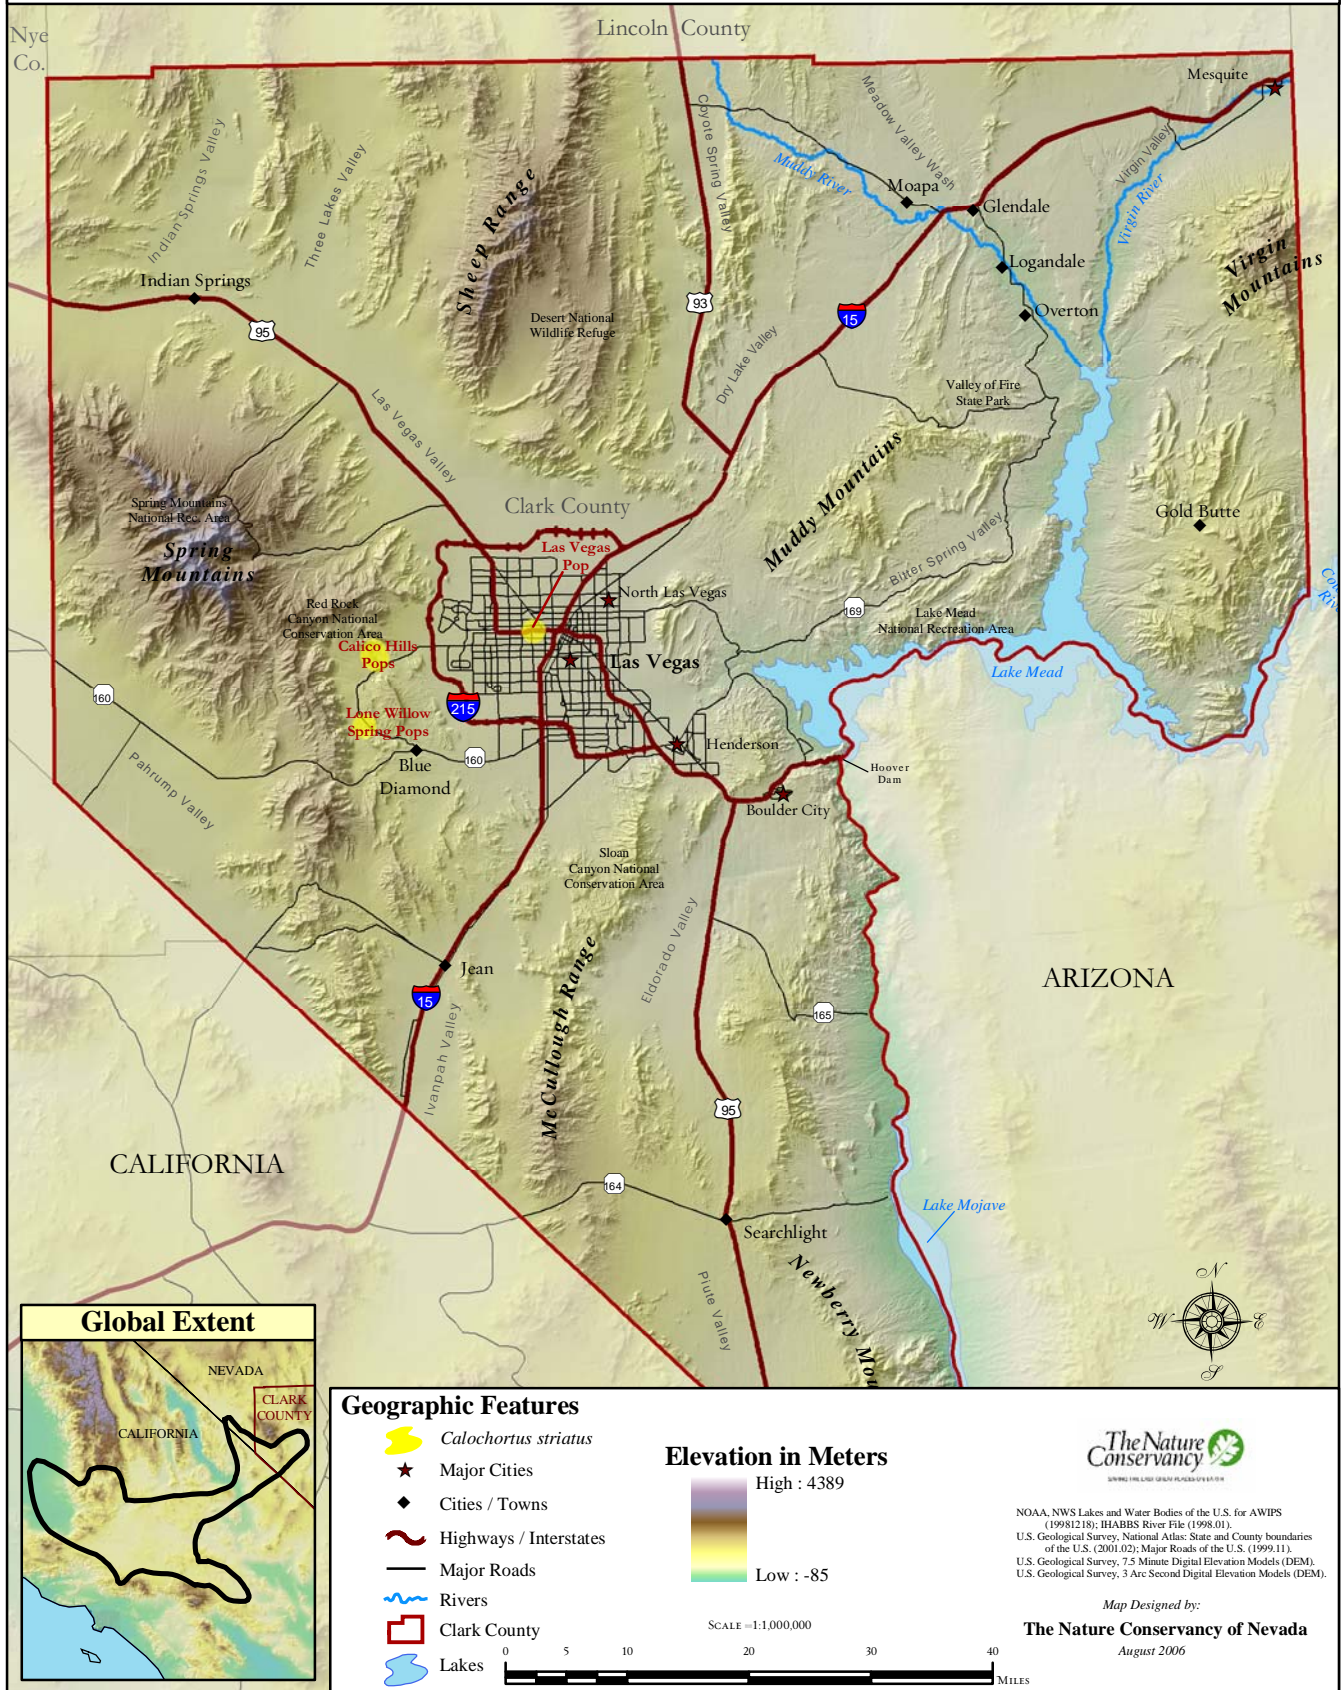 Nye
Co.
Lincoln County
Mesquite
Coyote Spring Valley
Meadow Valley Wash
Muddy River
Moapa
Glendale
Virgin Valley
Virgin River
Logandale
Overton
Virgin
Mountains
Indian Springs Valley
Three Lakes Valley
Sheep Range
Indian Springs
95
93
15
Desert National
Wildlife Refuge
Dry Lake Valley
Valley of Fire
State Park
Las Vegas Valley
Muddy Mountains
Spring Mountains
National Rec. Area
Spring
Mountains
Clark County
Gold Butte
Las Vegas
Pop
Bitter Spring Valley
North Las Vegas
Red Rock
Canyon National
Conservation Area
169
Lake Mead
National Recreation Area
Calico Hills
Pops
Las Vegas
Lake Mead
160
215
Lone Willow
Spring Pops
Henderson
160
Blue
Diamond
Pahrump Valley
Hoover
Dam
Boulder City
Sloan
Canyon National
Conservation Area
Eldorado Valley
Jean
15
McCullough Range
ARIZONA
165
Ivanpah Valley
95
CALIFORNIA
164
Lake Mojave
Searchlight
Newberry Mou
Piute Valley
N
W
E
S
Global Extent
NEVADA
CLARK
COUNTY
CALIFORNIA
Geographic Features
Calochortus striatus
Major Cities
Cities / Towns
Highways / Interstates
Major Roads
Rivers
Clark County
Lakes
Elevation in Meters
High : 4389
Low : -85
SCALE =1:1,000,000
0 5 10 20 30 40
MILES
The Nature
Conservancy
SAVING THE LAST GREAT PLACES ON EARTH
NOAA, NWS Lakes and Water Bodies of the U.S. for AWIPS
(19981218); IHABBS River File (1998.01).
U.S. Geological Survey, National Atlas: State and County boundaries
of the U.S. (2001.02); Major Roads of the U.S. (1999.11).
U.S. Geological Survey, 7.5 Minute Digital Elevation Models (DEM).
U.S. Geological Survey, 3 Arc Second Digital Elevation Models (DEM).
Map Designed by:
The Nature Conservancy of Nevada
August 2006